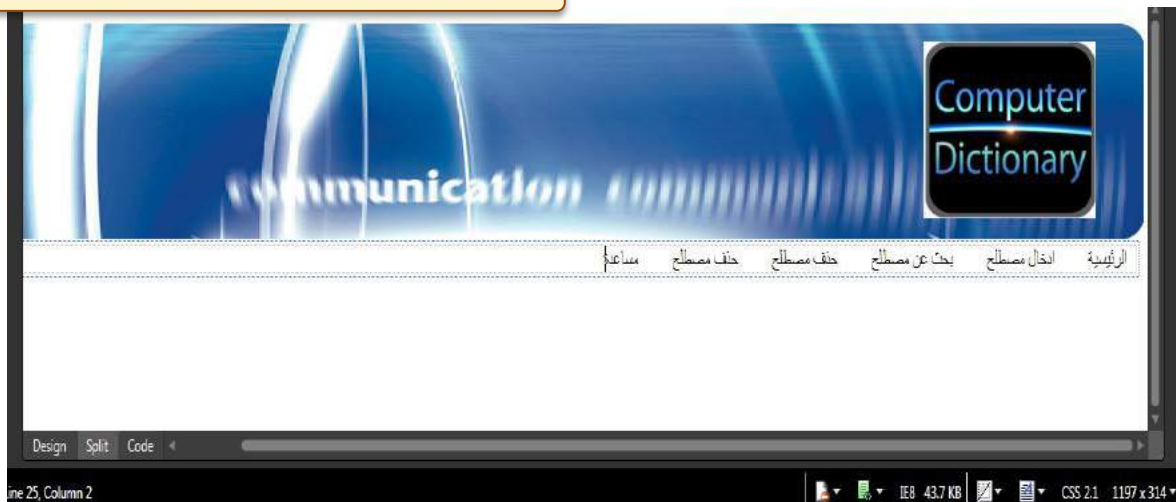 Computer
Dictionary
communication
الرئيسية ادخال مصطلح بحث عن مصطلح حذف مصطلح حذف مصطلح مساعدة
Design Split Code
ine 25, Column 2 IE8 43.7 KB CSS 2.1 1197 x 314